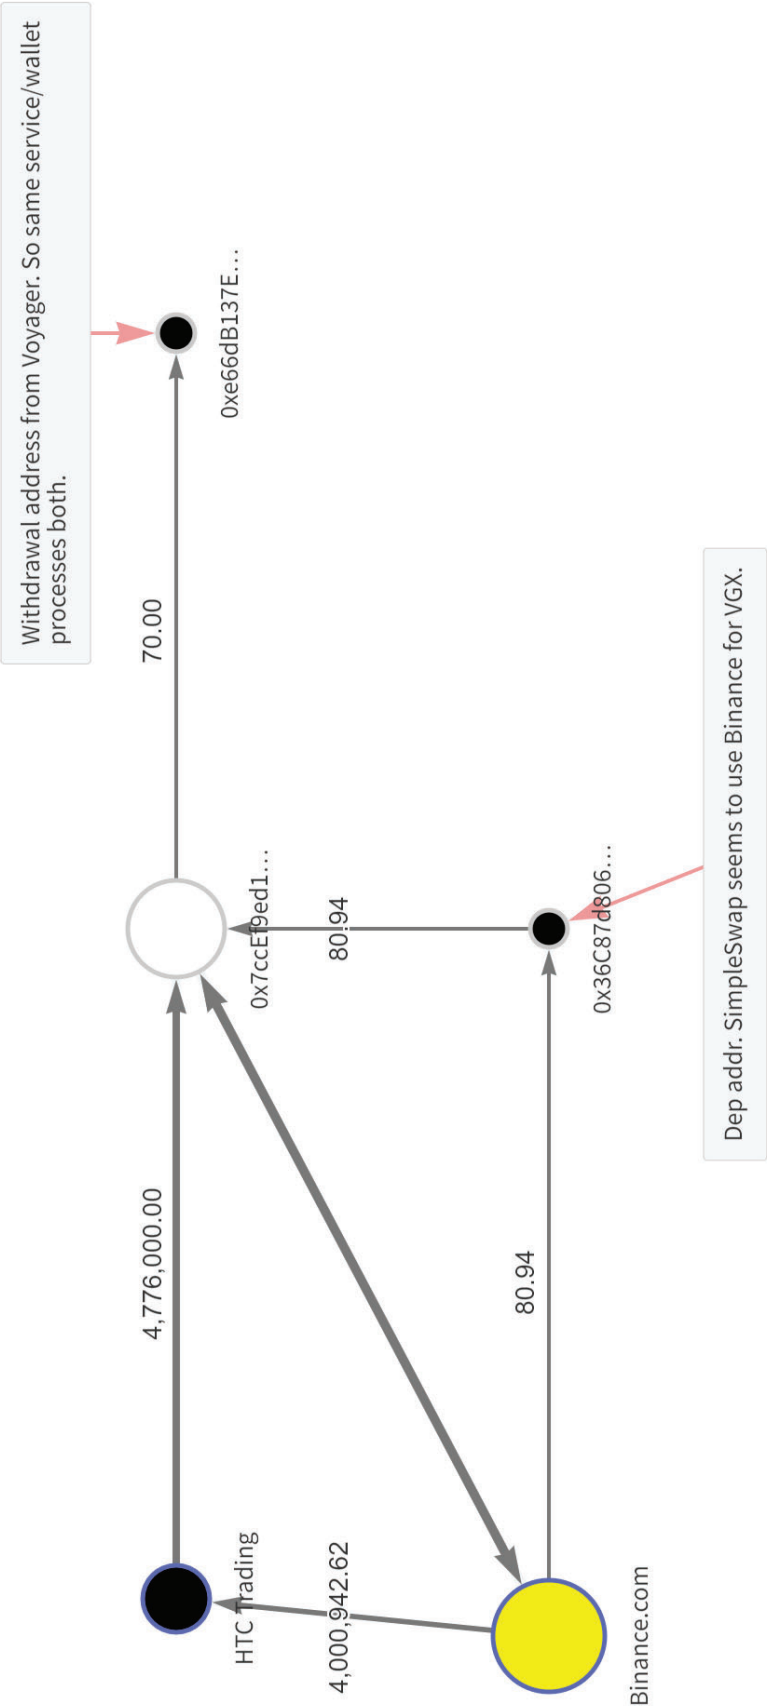 Withdrawal address from Voyager. So same service/wallet
processes both.
4,776,000.00
70.00
HTC Trading
0x7ccEf9ed1…
0xe66dB137E…
4,000,942.62
80.94
80.94
0x36C87d806…
Binance.com
Dep addr. SimpleSwap seems to use Binance for VGX.